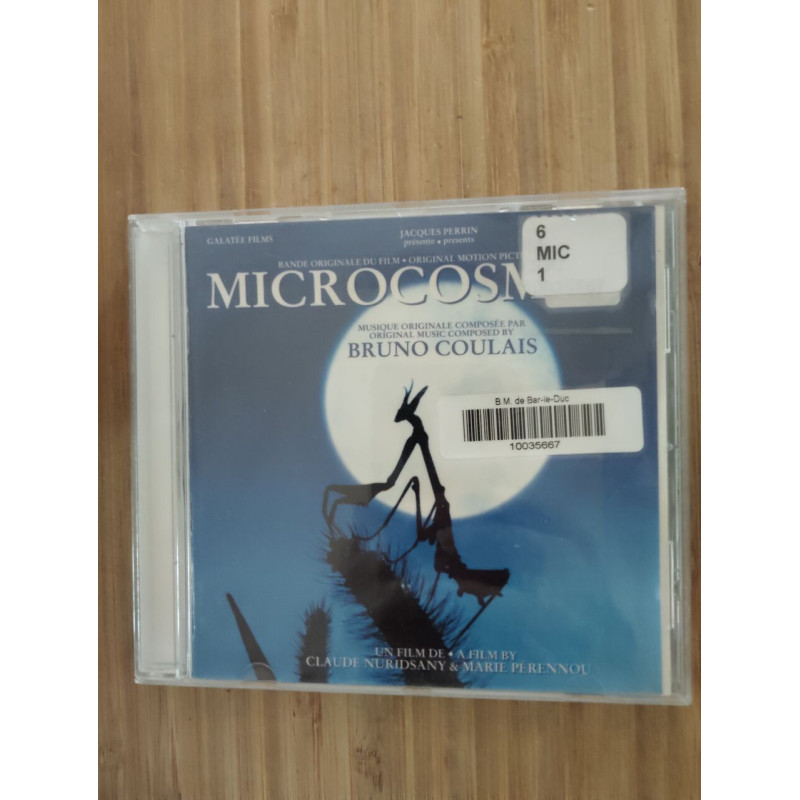 GALATÉE FILMS
JACQUES PERRIN
présente • presents
BANDE ORIGINALE DU FILM • ORIGINAL MOTION PICT
MICROCOSM
6
MIC
1
MUSIQUE ORIGINALE COMPOSÉE PAR
ORIGINAL MUSIC COMPOSED BY
BRUNO COULAIS
B.M. de Bar-le-Duc
10035667
UN FILM DE • A FILM BY
CLAUDE NURIDSANY & MARIE PÉRENNOU